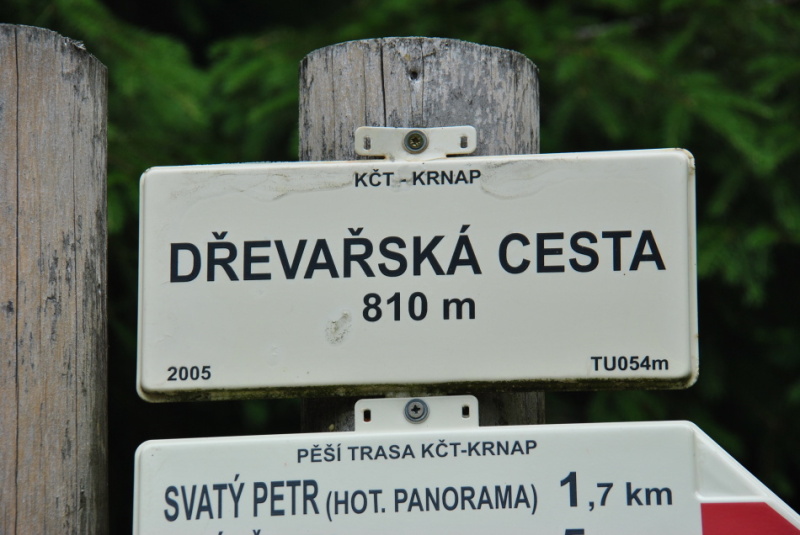 KČT - KRNAP
DŘEVAŘSKÁ CESTA
810 m
2005 TU054m
PĚŠÍ TRASA KČT-KRNAP
SVATÝ PETR (HOT. PANORAMA) 1,7 km